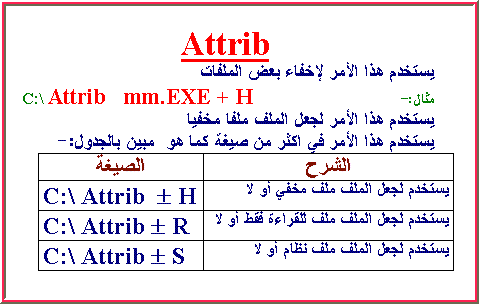 Attrib
يستخدم هذا الأمر لإخفاء بعض الملفات
مثال:-
C:\ Attrib mm.EXE + H
يستخدم هذا الأمر لجعل الملف ملفا مخفيا
يستخدم هذا الأمر في اكثر من صيغة كما هو مبين بالجدول:-
الشرح الصيغة
يستخدم لجعل الملف ملف مخفي أو لا C:\ Attrib ± H
يستخدم لجعل الملف ملف للقراءة فقط أو لا C:\ Attrib ± R
يستخدم لجعل الملف ملف نظام أو لا C:\ Attrib ± S